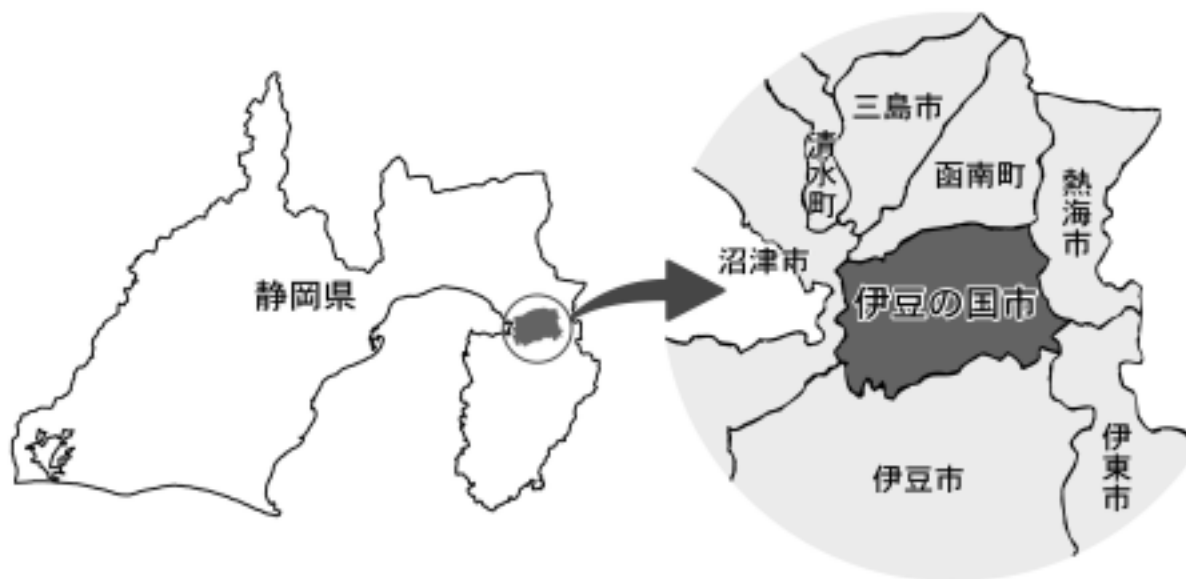 静岡県
三島市
清水町
函南町
熱海市
沼津市
伊豆の国市
伊豆市
伊東市